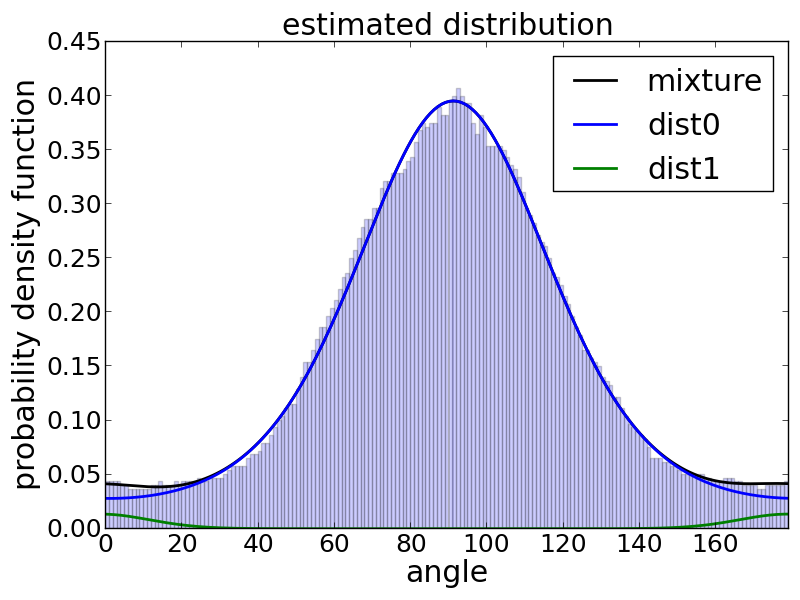 estimated distribution
probability density function
0.45
0.40
0.35
0.30
0.25
0.20
0.15
0.10
0.05
0.00
mixture
dist0
dist1
0 20 40 60 80 100 120 140 160
angle